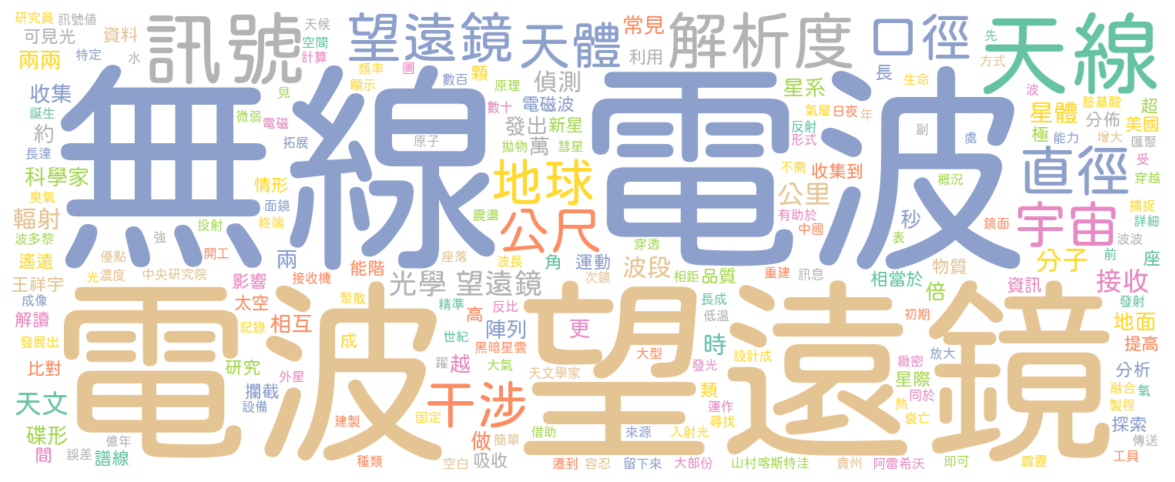 無線電波
電波望遠鏡
訊號
望遠鏡
天體
解析度
口徑
天線
直徑
宇宙
地球
公尺
干涉
研究員
訊號值
天候
可見光
資料
空間
兩兩
水
特定
計算
常見
利用
先
方式
頻率
圖
數百
顆
原理
偵測
長
生命
收集
顯示
見
數十
電磁波
星系
氣層
日夜
年
波
胺基酸
超
誕生
微弱
電磁
發出
新星
反射
副
星體
分佈
美國
約
長達
拓展
原子
拋物
萬
彗星
形式
處
極
能力
增大
匯聚
受
科學家
情形
不需
收集到
概況
穿越
臭氧
面鏡
公里
捕捉
輻射
投射
終端
震盪
有助於
秒
鏡面
詳細
波多黎
強
開工
穿透
中國
表
波波
遙遠
優點
兩
座落
波長
角
運動
波段
相距
品質
重建
訊息
相當於
物質
分子
前
座
光
濃度
中央研究院
接收機
能階
次鏡
倍
資訊
接收
王祥宇
影響
光學 望遠鏡
成像
太空
聚散
精準
反比
長成
低溫
初期
發射
解讀
記錄
相互
高
陣列
更
地面
發展出
成
世紀
黑暗星雲
時
設計成
緻密
放大
提高
比對
研究
外星
躍
越
大氣
大型
天文學家
類
發光
星際
同於
分析
融合
氧
攔截
設備
天文
建製
固定
運作
尋找
熱
衰亡
製程
碟形
億年
做
簡單
借助
來源
入射光
探索
傳送
間
誤差
譜線
種類
空白
吸收
遷到
容忍
留下來
大部份
山村喀斯特洼
貴州
阿雷希沃
即可
霹靂
工具